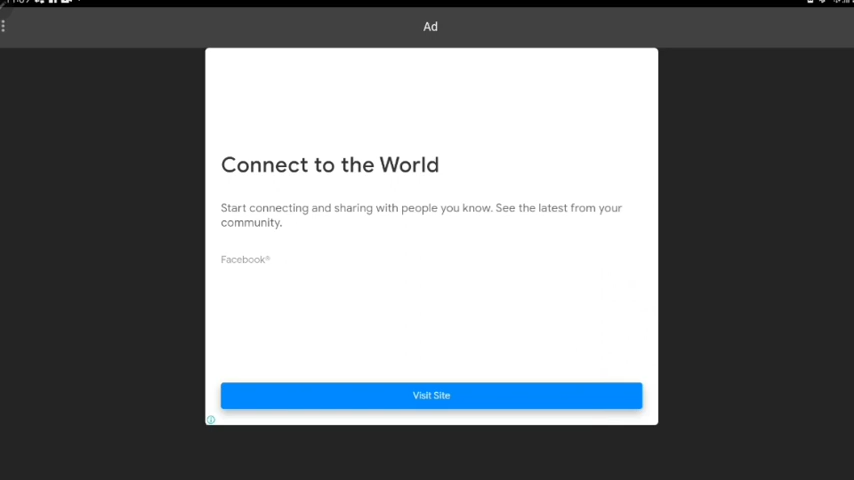 Ad
Connect to the World
Start connecting and sharing with people you know. See the latest from your
community.
Facebook®
Visit Site